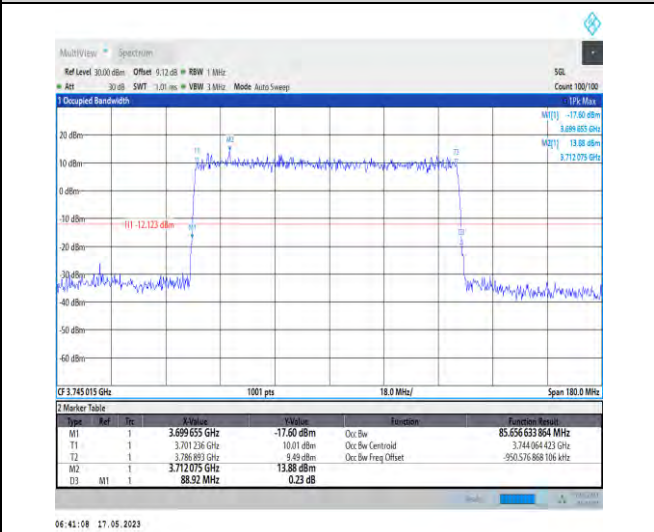 MultiView Spectrum
Ref Level 30.00 dBm Offset 9.12 dB RBW 1 MHz SGL
Att 30 dB SWT 1.01 ms VBW 3 MHz Mode Auto Sweep Count 100/100
1 Occupied Bandwidth 1Pk Max
M1[1] -17.60 dBm
3.699 655 GHz
M2[1] 13.88 dBm
3.712 075 GHz
20 dBm
M2
T1
T2
10 dBm
0 dBm
-10 dBm
H1 -12.123 dBm
M1
D3
-20 dBm
-30 dBm
-40 dBm
-50 dBm
-60 dBm
CF 3.745 015 GHz 1001 pts 18.0 MHz/ Span 180.0 MHz
2 Marker Table
Type Ref Trc X-Value Y-Value Function Function Result
M1 1 3.699 655 GHz -17.60 dBm Occ Bw 85.656 633 864 MHz
T1 1 3.701 236 GHz 10.01 dBm Occ Bw Centroid 3.744 064 423 GHz
T2 1 3.786 893 GHz 9.49 dBm Occ Bw Freq Offset -950.576 868 106 kHz
M2 1 3.712 075 GHz 13.88 dBm
D3 M1 1 88.92 MHz 0.23 dB
06:41:08 17.05.2023